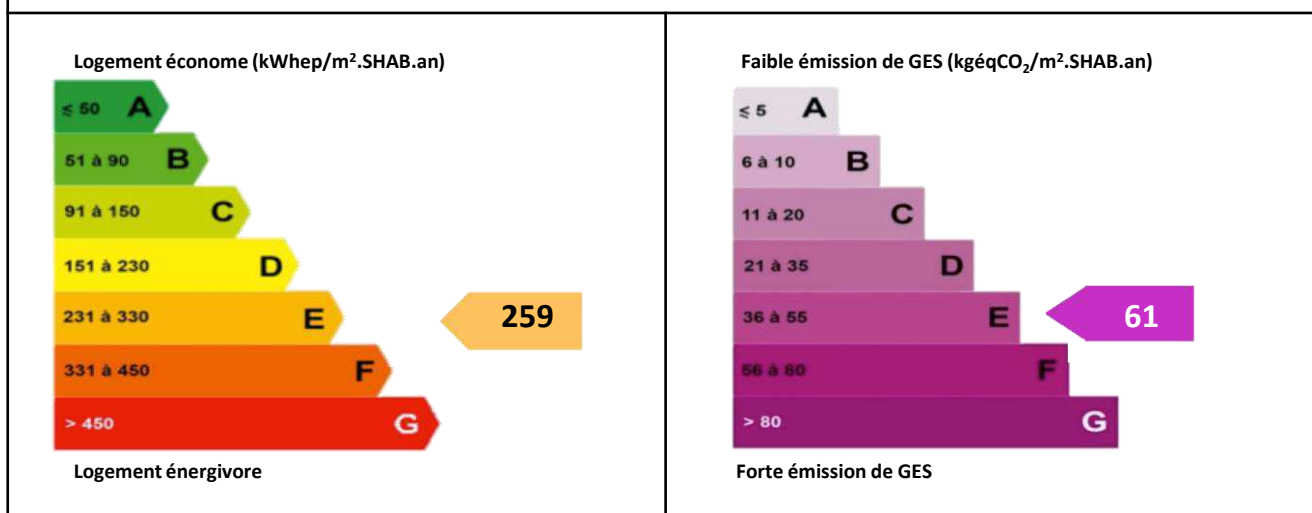 Logement économe (kWhep/m².SHAB.an)
≤ 50 A
51 à 90 B
91 à 150 C
151 à 230 D
231 à 330 E
259
331 à 450 F
> 450 G
Logement énergivore
Faible émission de GES (kgéqCO₂/m².SHAB.an)
≤ 5 A
6 à 10 B
11 à 20 C
21 à 35 D
36 à 55 E
61
56 à 80 F
> 80 G
Forte émission de GES